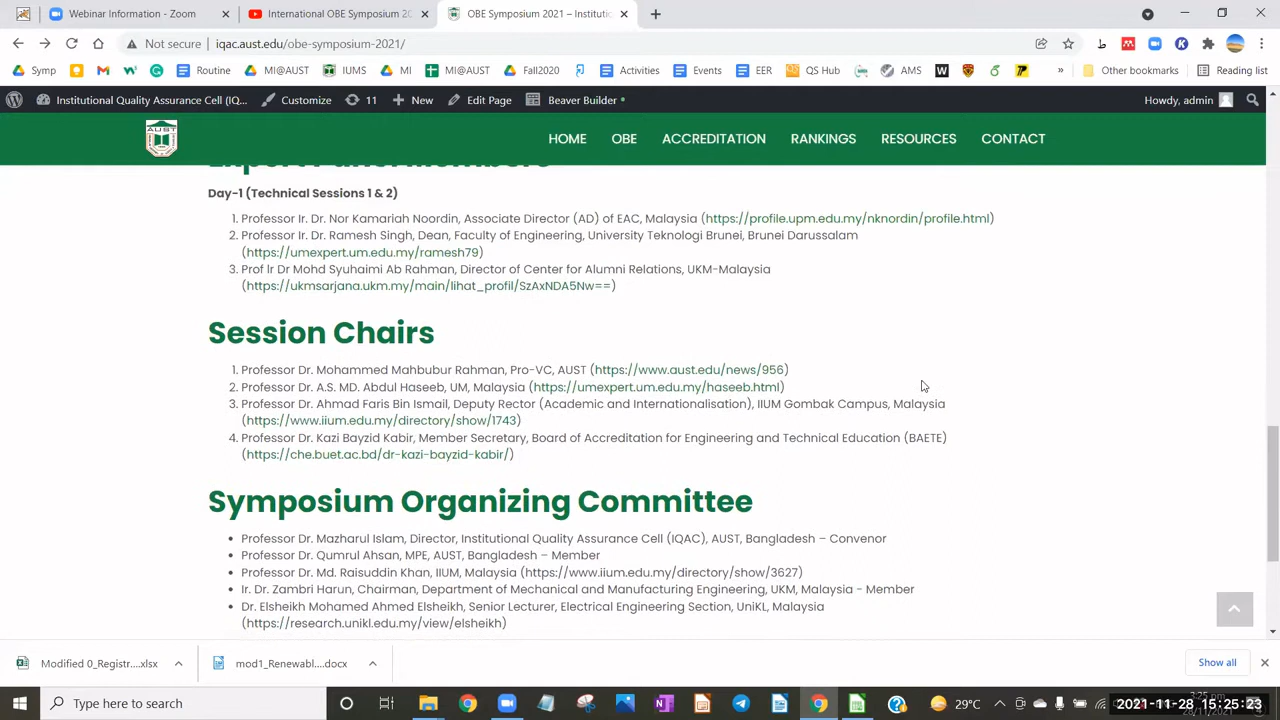 Webinar Information - Zoom
International OBE Symposium 20
OBE Symposium 2021 – Institutio
Not secure
iqac.aust.edu/obe-symposium-2021/
Symp
Routine
MI@AUST
IUMS
MI
MI@AUST
Fall2020
Activities
Events
EER
QS Hub
AMS
Other bookmarks
Reading list
Institutional Quality Assurance Cell (IQ...
Customize
11
New
Edit Page
Beaver Builder
Howdy, admin
AUST
HOME
OBE
ACCREDITATION
RANKINGS
RESOURCES
CONTACT
Expert Panel Members
Day-1 (Technical Sessions 1 & 2)
1. Professor Ir. Dr. Nor Kamariah Noordin, Associate Director (AD) of EAC, Malaysia (https://profile.upm.edu.my/nknordin/profile.html)
2. Professor Ir. Dr. Ramesh Singh, Dean, Faculty of Engineering, University Teknologi Brunei, Brunei Darussalam
(https://umexpert.um.edu.my/ramesh79)
3. Prof Ir Dr Mohd Syuhaimi Ab Rahman, Director of Center for Alumni Relations, UKM-Malaysia
(https://ukmsarjana.ukm.my/main/lihat_profil/SzAxNDA5Nw==)
Session Chairs
1. Professor Dr. Mohammed Mahbubur Rahman, Pro-VC, AUST (https://www.aust.edu/news/956)
2. Professor Dr. A.S. MD. Abdul Haseeb, UM, Malaysia (https://umexpert.um.edu.my/haseeb.html)
3. Professor Dr. Ahmad Faris Bin Ismail, Deputy Rector (Academic and Internationalisation), IIUM Gombak Campus, Malaysia
(https://www.iium.edu.my/directory/show/1743)
4. Professor Dr. Kazi Bayzid Kabir, Member Secretary, Board of Accreditation for Engineering and Technical Education (BAETE)
(https://che.buet.ac.bd/dr-kazi-bayzid-kabir/)
Symposium Organizing Committee
• Professor Dr. Mazharul Islam, Director, Institutional Quality Assurance Cell (IQAC), AUST, Bangladesh – Convenor
• Professor Dr. Qumrul Ahsan, MPE, AUST, Bangladesh – Member
• Professor Dr. Md. Raisuddin Khan, IIUM, Malaysia (https://www.iium.edu.my/directory/show/3627)
• Ir. Dr. Zambri Harun, Chairman, Department of Mechanical and Manufacturing Engineering, UKM, Malaysia - Member
• Dr. Elsheikh Mohamed Ahmed Elsheikh, Senior Lecturer, Electrical Engineering Section, UniKL, Malaysia
(https://research.unikl.edu.my/view/elsheikh)
Modified 0_Registr....xlsx
mod1_Renewabl....docx
Show all
Type here to search
29°C
2021-11-28 15:25:23